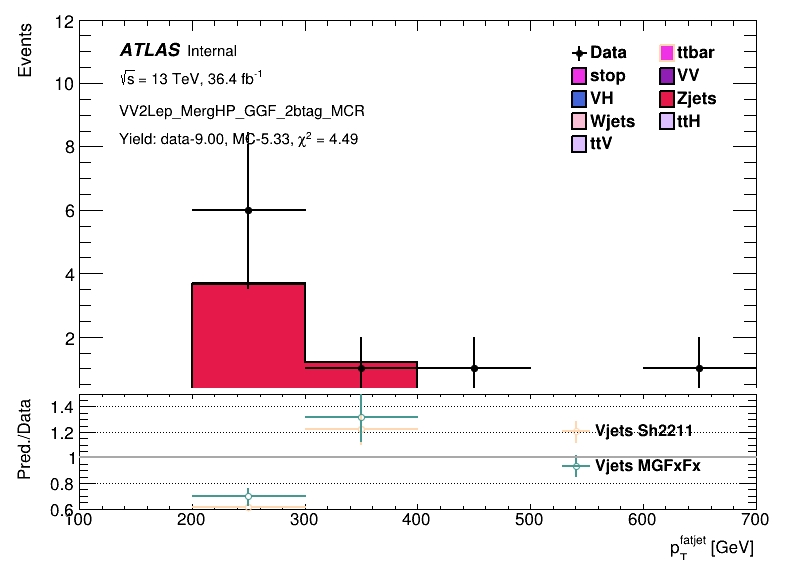 Events
12
10
8
6
4
2
ATLAS Internal
√s = 13 TeV, 36.4 fb⁻¹
VV2Lep_MergHP_GGF_2btag_MCR
Yield: data-9.00, MC-5.33, χ² = 4.49
Data
ttbar
stop
VV
VH
Zjets
Wjets
ttH
ttV
Pred./Data
1.4
1.2
1
0.8
0.6
Vjets Sh2211
Vjets MGFxFx
100 200 300 400 500 600 700
p_T^fatjet [GeV]